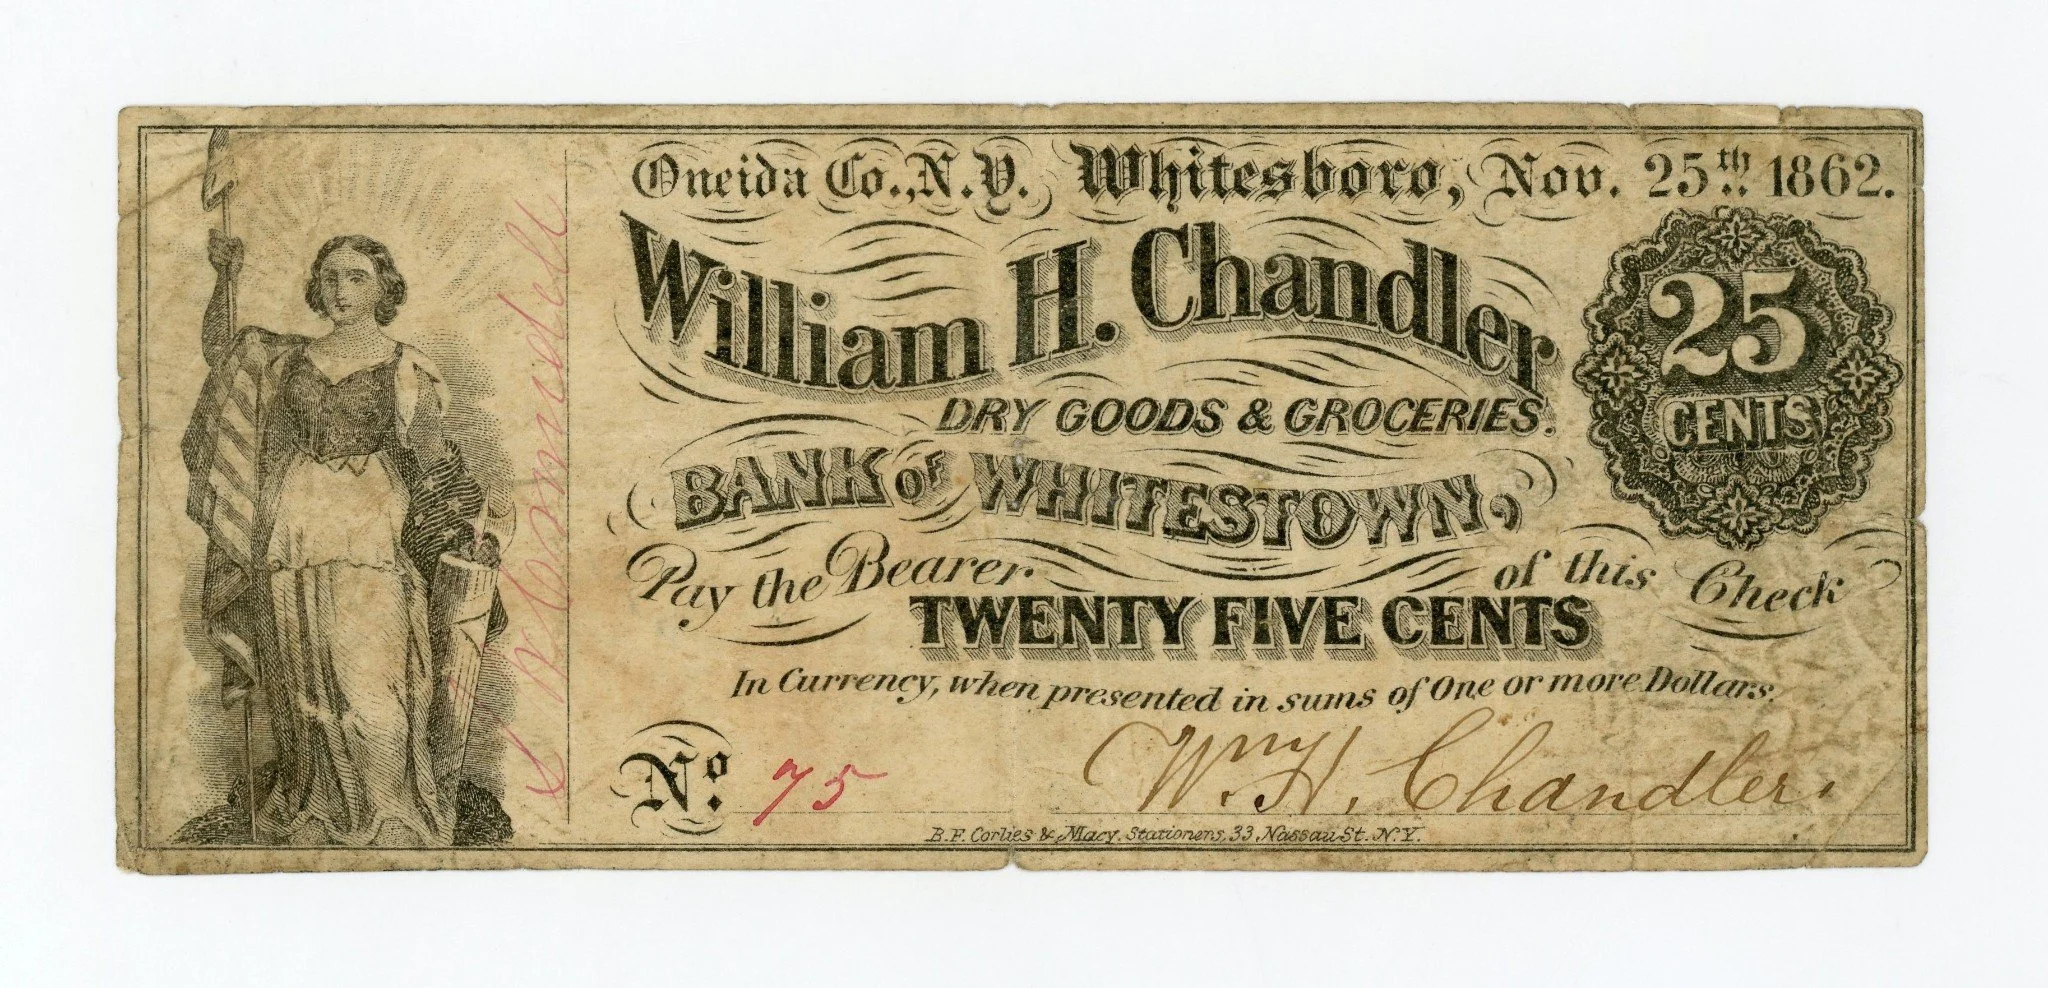 Oneida Co., N.Y. Whitesboro, Nov. 25th 1862.
William H. Chandler
DRY GOODS & GROCERIES.
25
CENTS
BANK OF WHITESTOWN,
Pay the Bearer of this Check
TWENTY FIVE CENTS
In Currency, when presented in sums of One or more Dollars.
No. 75
Wm H. Chandler.
B.F. Corlies & Macy, Stationers, 33, Nassau St. N.Y.